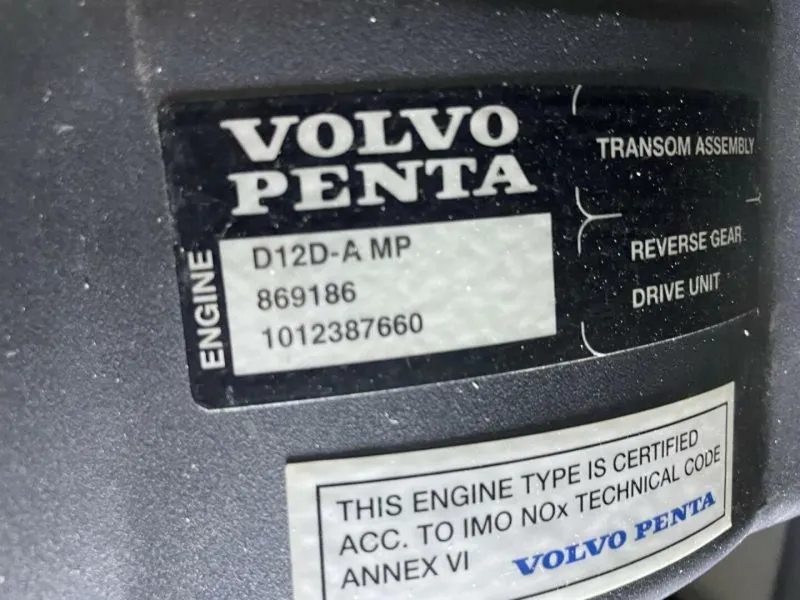 VOLVO
PENTA
ENGINE
D12D-A MP
869186
1012387660
TRANSOM ASSEMBLY
REVERSE GEAR
DRIVE UNIT
THIS ENGINE TYPE IS CERTIFIED
ACC. TO IMO NOx TECHNICAL CODE
ANNEX VI
VOLVO PENTA